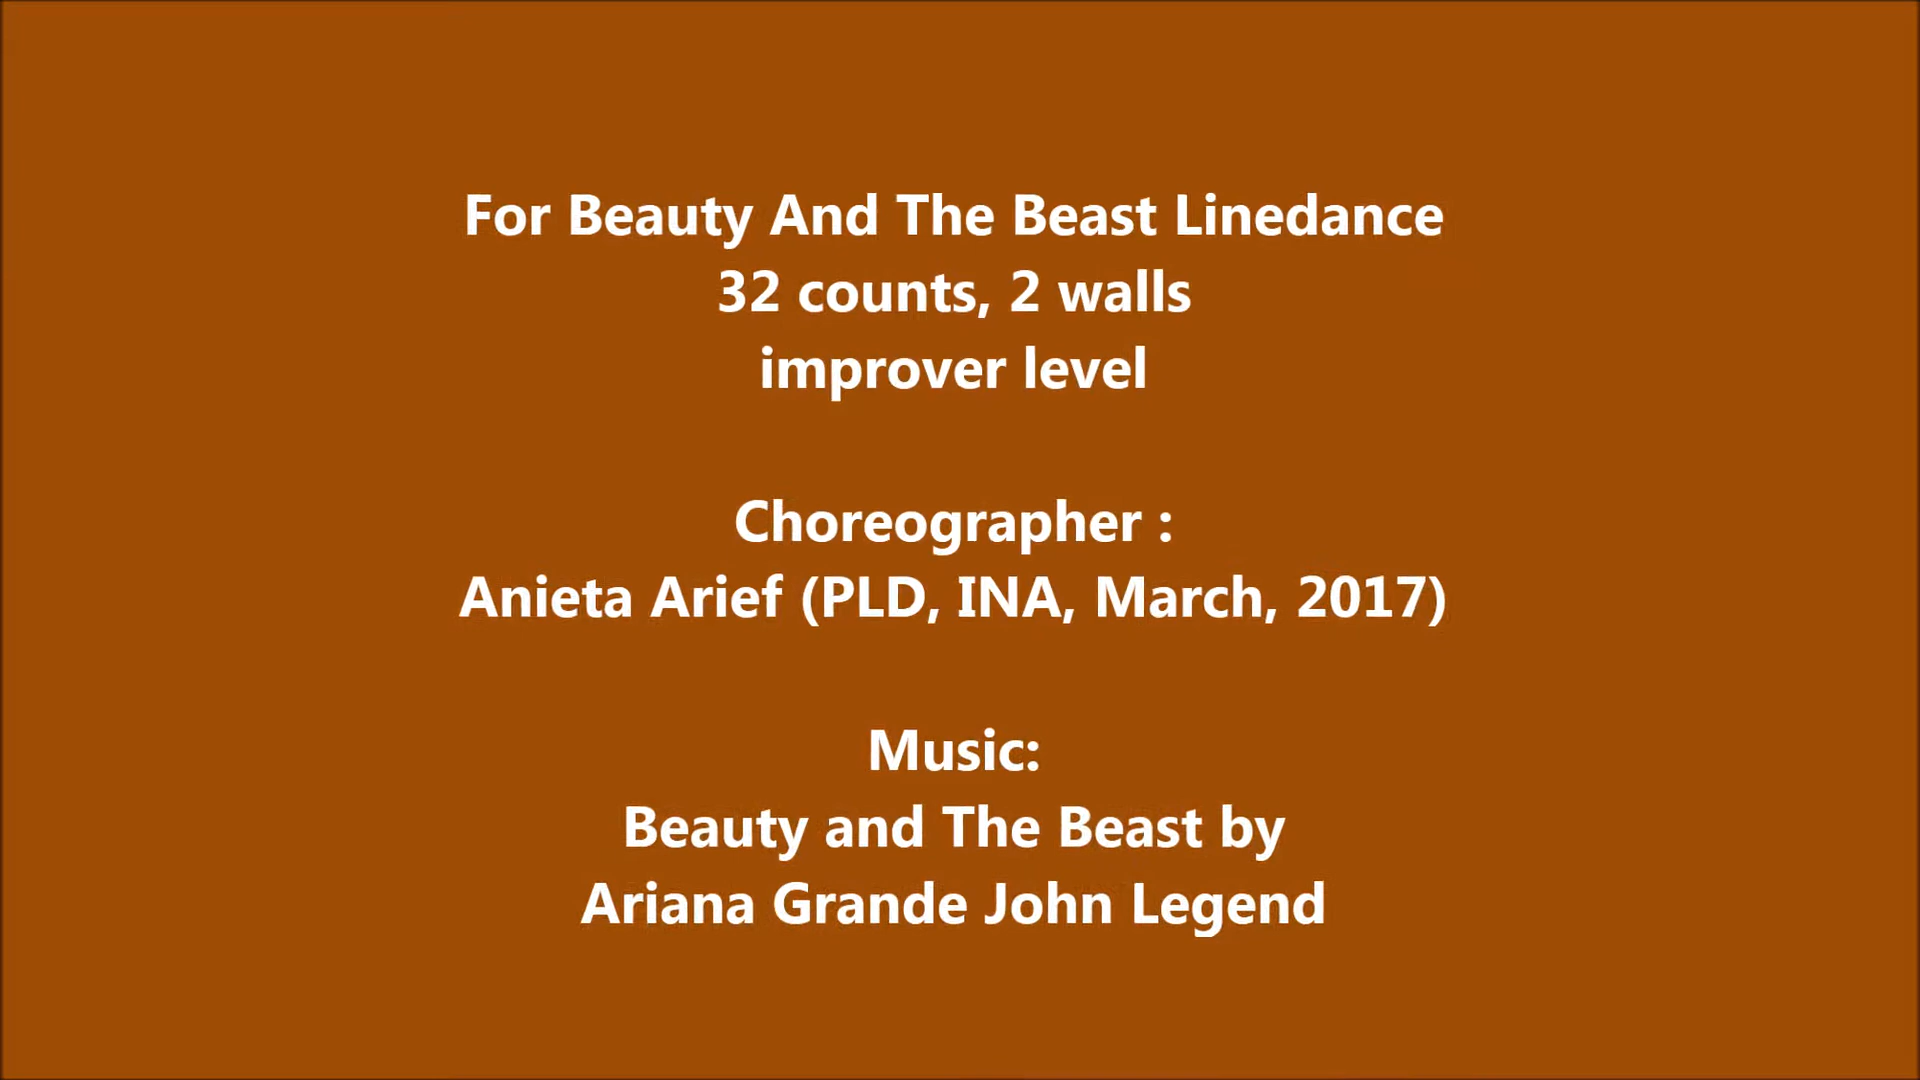 For Beauty And The Beast Linedance
32 counts, 2 walls
improver level
Choreographer :
Anieta Arief (PLD, INA, March, 2017)
Music:
Beauty and The Beast by
Ariana Grande John Legend